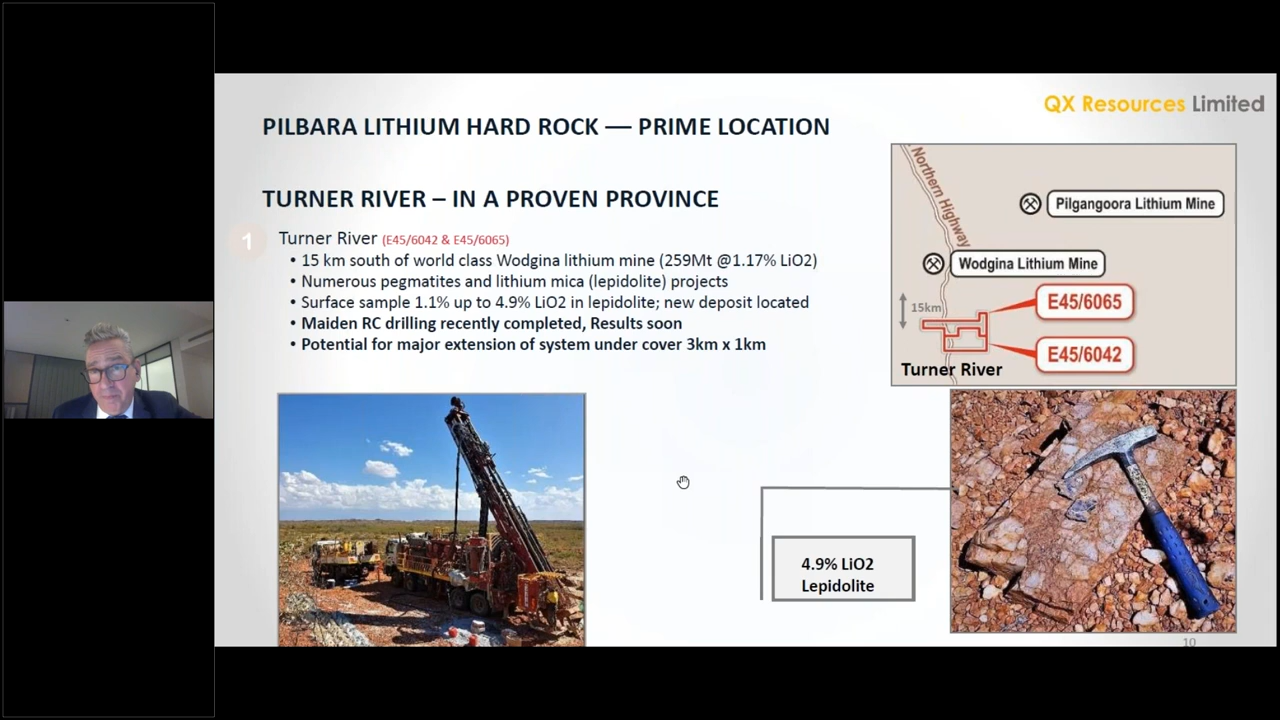 QX Resources Limited
PILBARA LITHIUM HARD ROCK — PRIME LOCATION
TURNER RIVER – IN A PROVEN PROVINCE
1
Turner River (E45/6042 & E45/6065)
• 15 km south of world class Wodgina lithium mine (259Mt @1.17% LiO2)
• Numerous pegmatites and lithium mica (lepidolite) projects
• Surface sample 1.1% up to 4.9% LiO2 in lepidolite; new deposit located
• Maiden RC drilling recently completed, Results soon
• Potential for major extension of system under cover 3km x 1km
Northern Highway
Pilgangoora Lithium Mine
Wodgina Lithium Mine
15km
E45/6065
E45/6042
Turner River
4.9% LiO2
Lepidolite
10